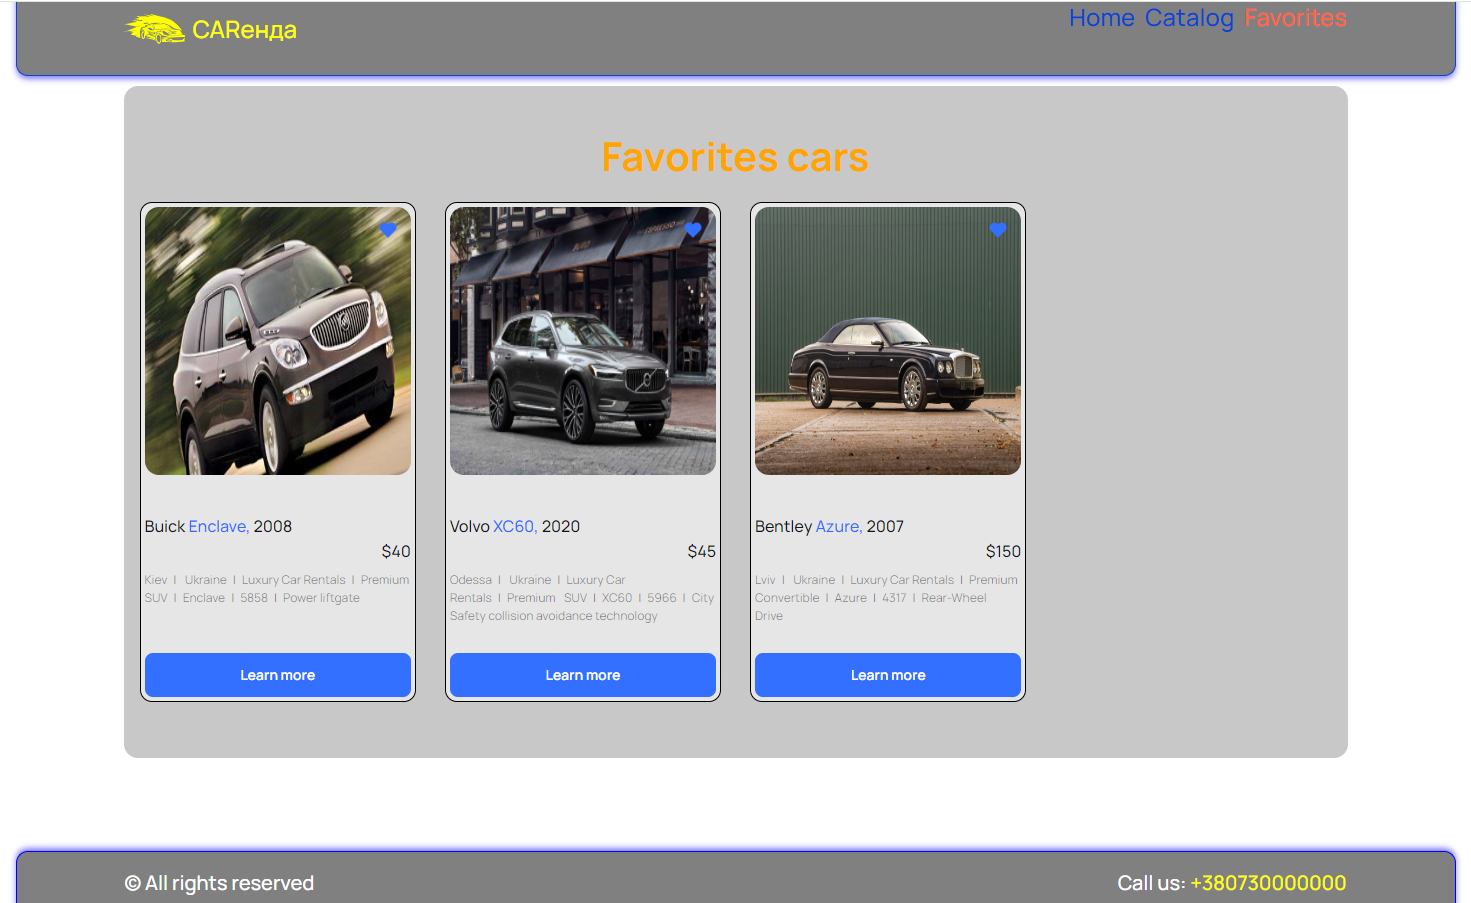 CARенда
Home Catalog Favorites
Favorites cars
Buick Enclave, 2008
$40
Kiev | Ukraine | Luxury Car Rentals | Premium
SUV | Enclave | 5858 | Power liftgate
Learn more
Volvo XC60, 2020
$45
Odessa | Ukraine | Luxury Car
Rentals | Premium SUV | XC60 | 5966 | City
Safety collision avoidance technology
Learn more
Bentley Azure, 2007
$150
Lviv | Ukraine | Luxury Car Rentals | Premium
Convertible | Azure | 4317 | Rear-Wheel
Drive
Learn more
© All rights reserved
Call us: +380730000000